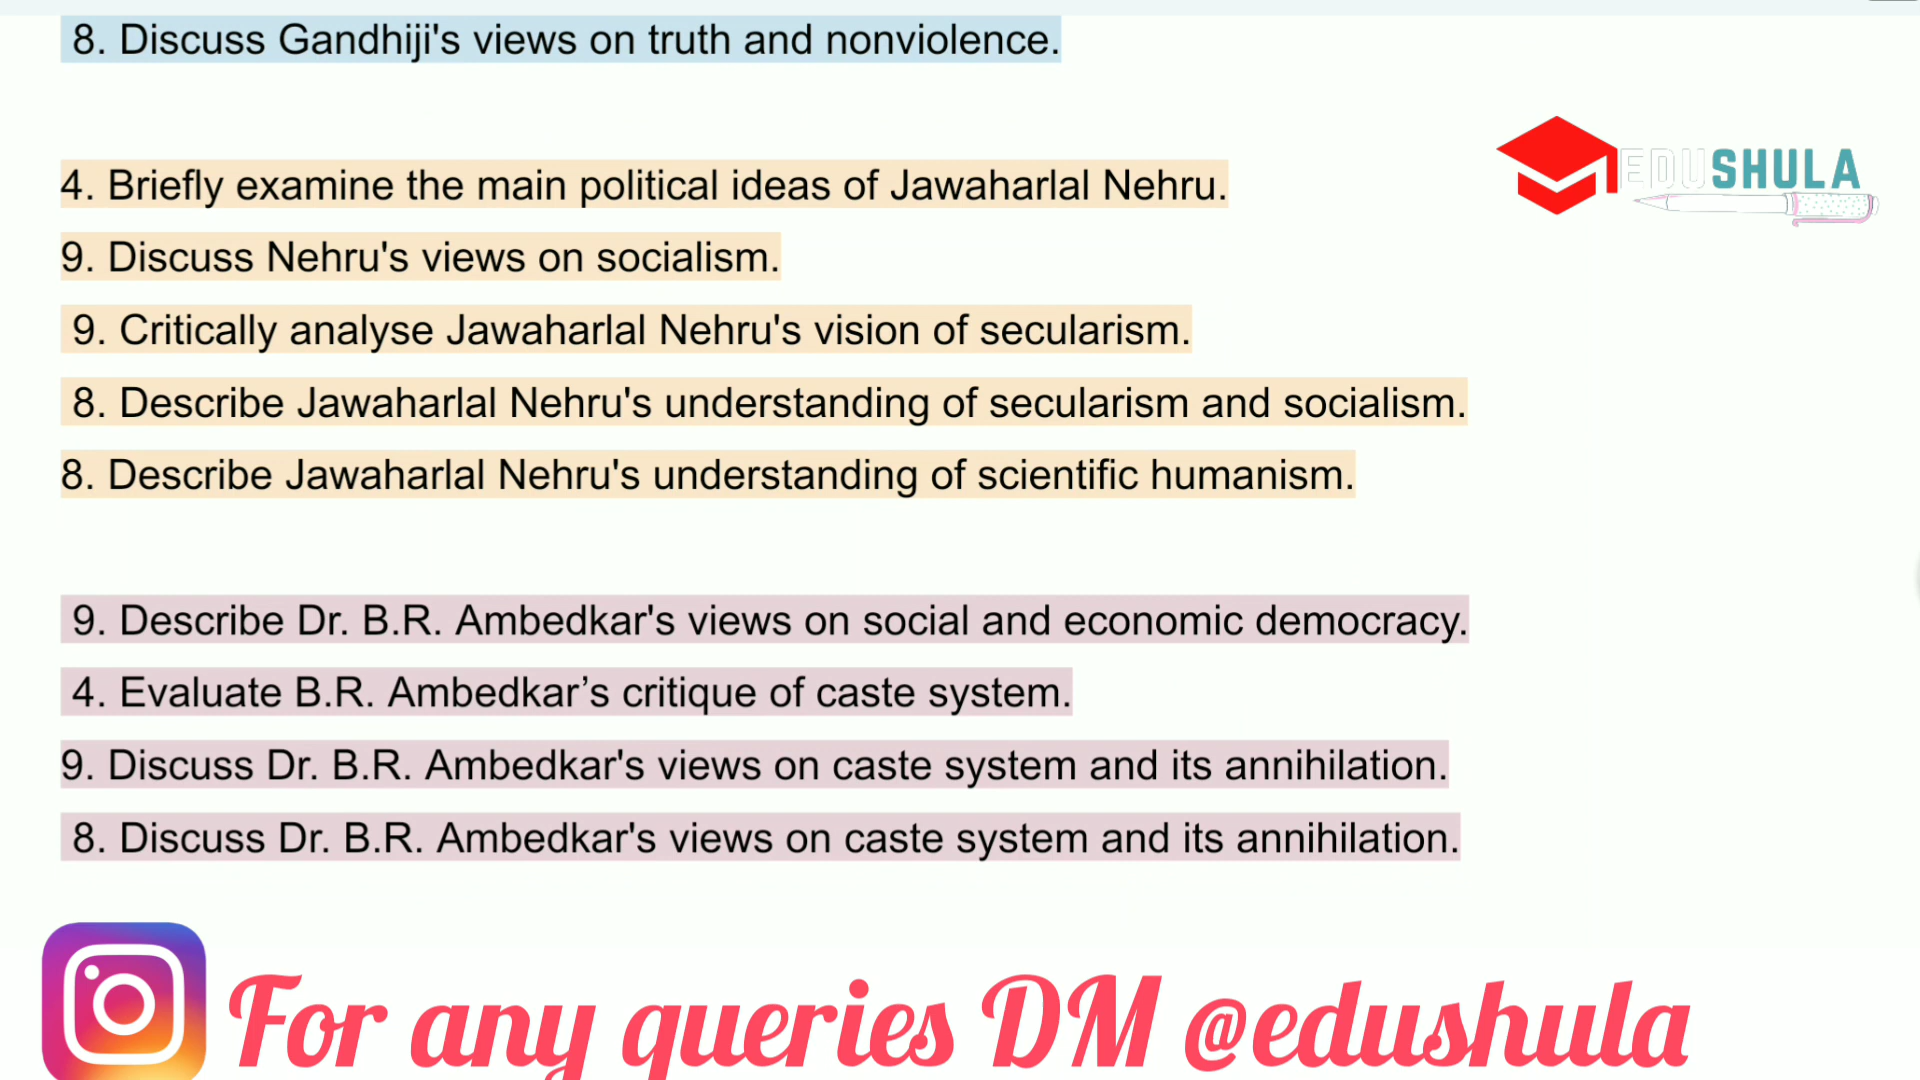 8. Discuss Gandhiji's views on truth and nonviolence.
EDUSHULA
4. Briefly examine the main political ideas of Jawaharlal Nehru.
9. Discuss Nehru's views on socialism.
9. Critically analyse Jawaharlal Nehru's vision of secularism.
8. Describe Jawaharlal Nehru's understanding of secularism and socialism.
8. Describe Jawaharlal Nehru's understanding of scientific humanism.
9. Describe Dr. B.R. Ambedkar's views on social and economic democracy.
4. Evaluate B.R. Ambedkar’s critique of caste system.
9. Discuss Dr. B.R. Ambedkar's views on caste system and its annihilation.
8. Discuss Dr. B.R. Ambedkar's views on caste system and its annihilation.
For any queries DM @edushula